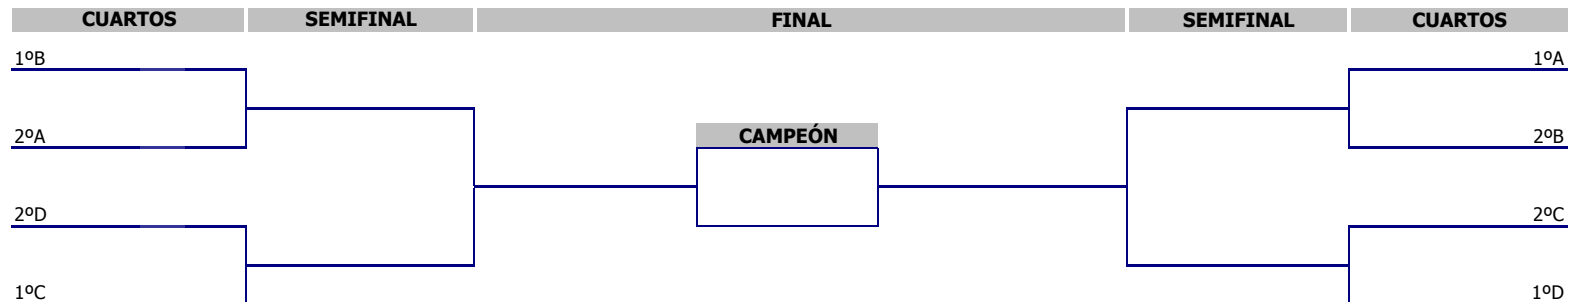 CUARTOS SEMIFINAL FINAL SEMIFINAL CUARTOS
1ºB 1ºA
2ºA CAMPEÓN 2ºB
2ºD 2ºC
1ºC 1ºD